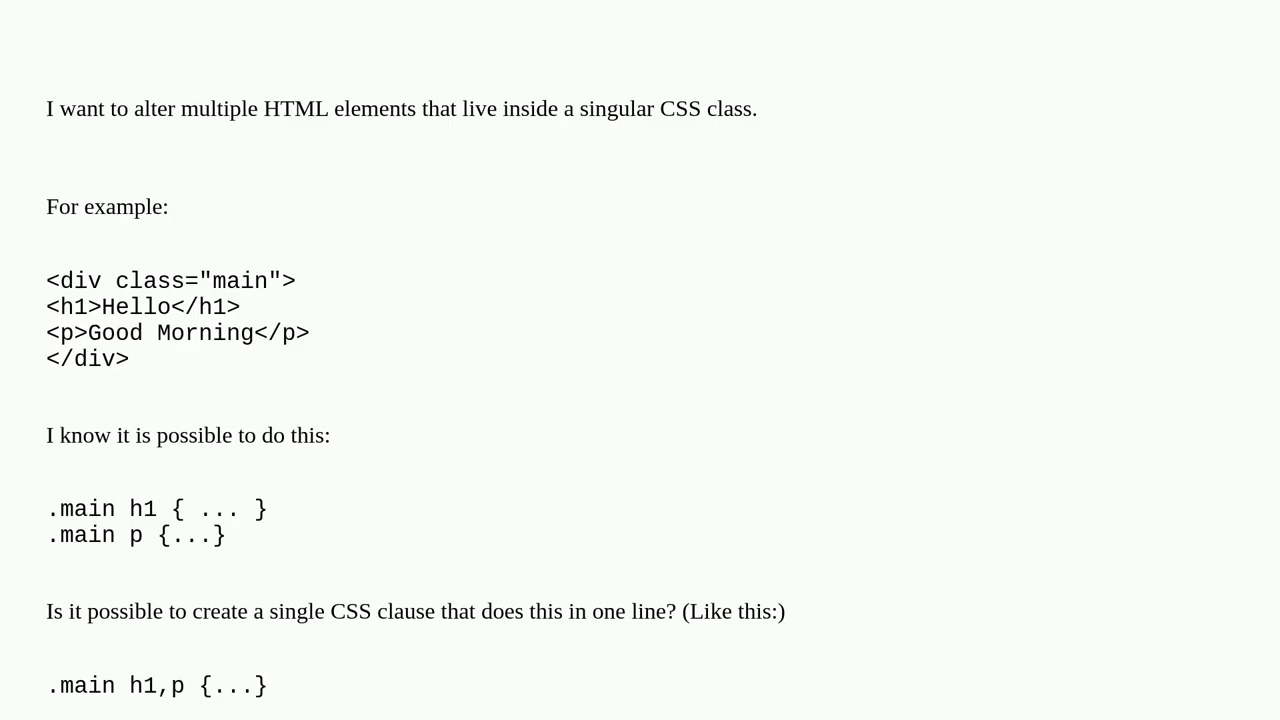 I want to alter multiple HTML elements that live inside a singular CSS class.
For example:
<div class="main">
<h1>Hello</h1>
<p>Good Morning</p>
</div>
I know it is possible to do this:
.main h1 { ... }
.main p {...}
Is it possible to create a single CSS clause that does this in one line? (Like this:)
.main h1,p {...}